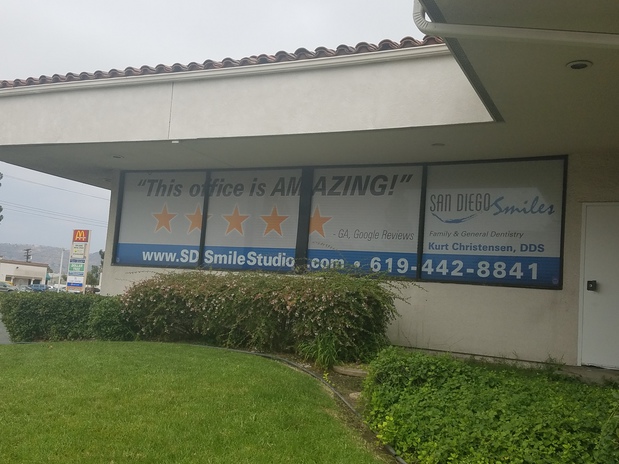 "This office is AMAZING!"
- GA, Google Reviews
SAN DIEGO Smiles
Family & General Dentistry
Kurt Christensen, DDS
www.SDSmileStudios.com • 619-442-8841